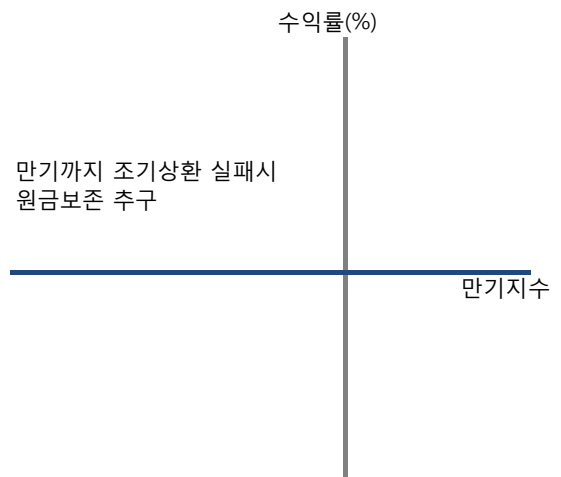 수익률(%)
만기까지 조기상환 실패시
원금보존 추구
만기지수